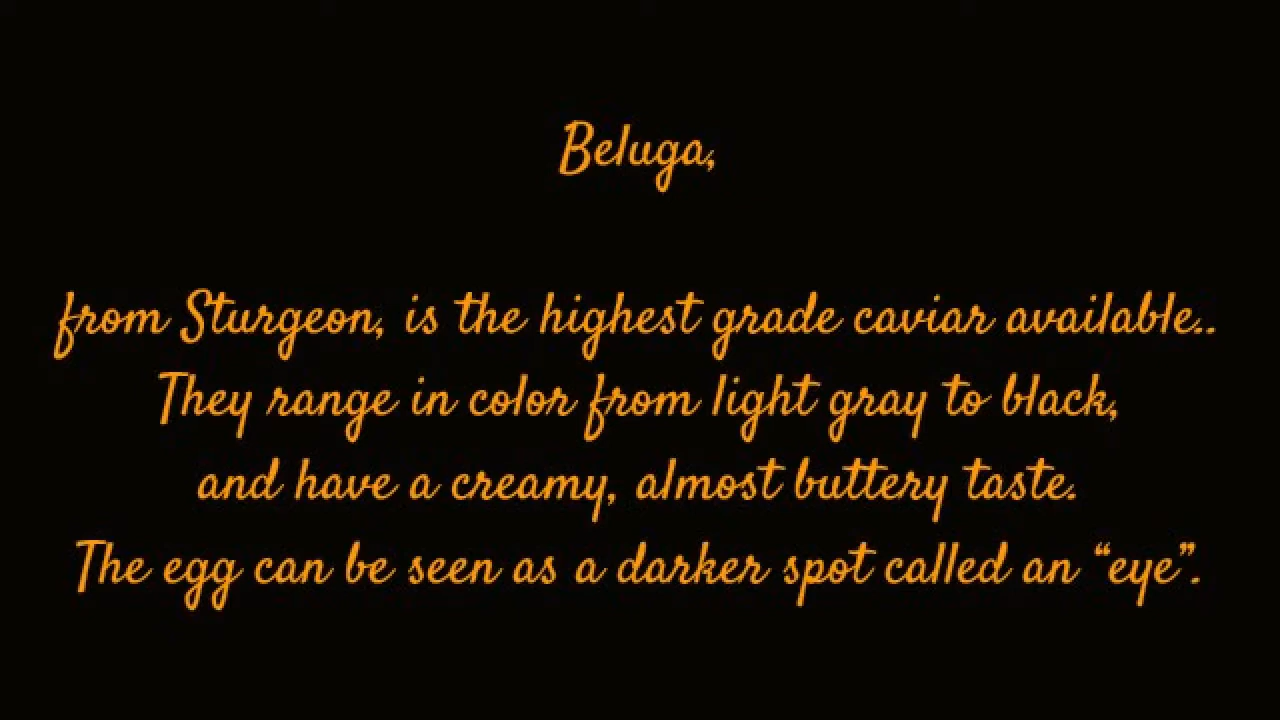 Beluga,
from Sturgeon, is the highest grade caviar available..
They range in color from light gray to black,
and have a creamy, almost buttery taste.
The egg can be seen as a darker spot called an “eye”.